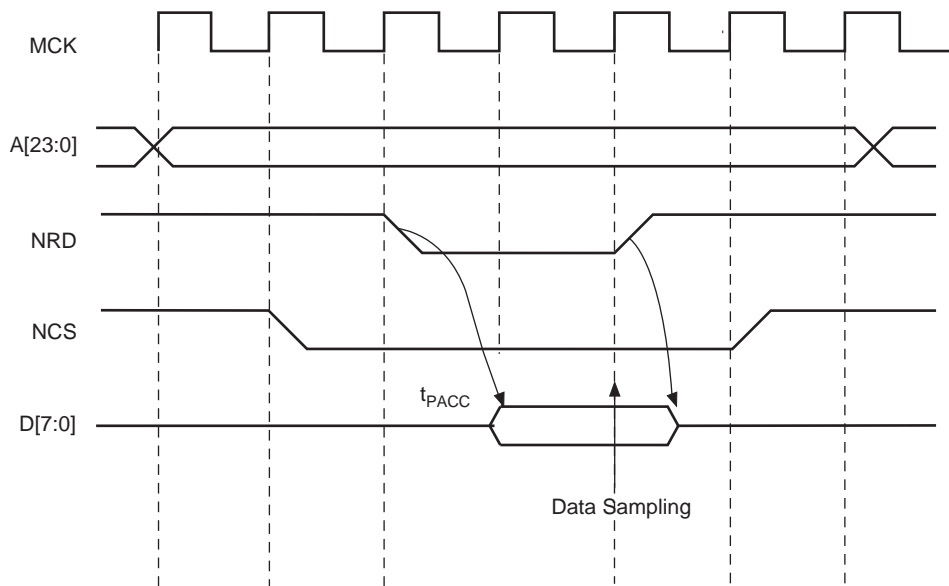 MCK
A[23:0]
NRD
NCS
tPACC
D[7:0]
Data Sampling